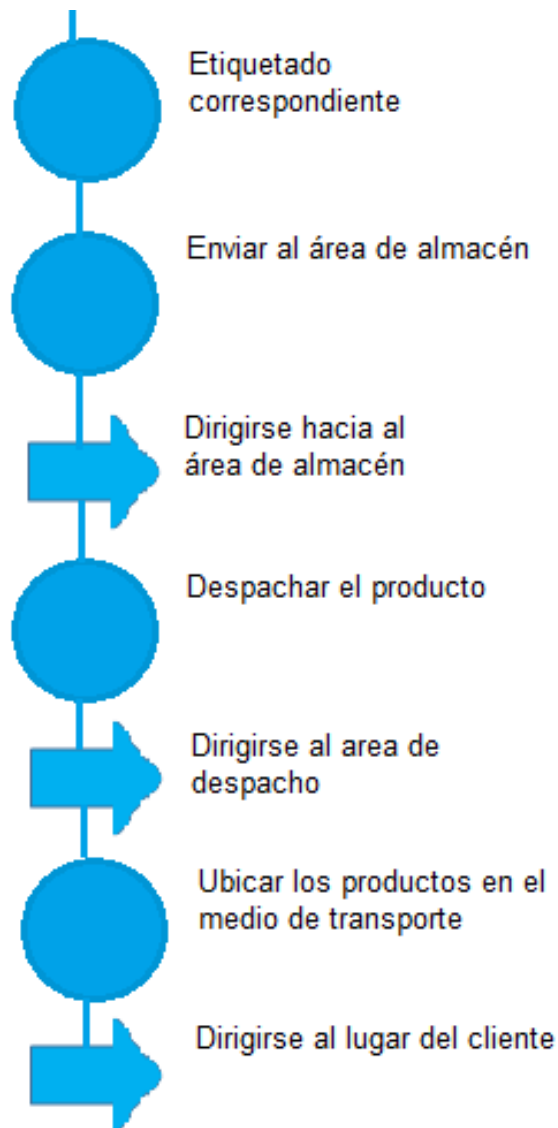 Etiquetado
correspondiente
Enviar al área de almacén
Dirigirse hacia al
área de almacén
Despachar el producto
Dirigirse al area de
despacho
Ubicar los productos en el
medio de transporte
Dirigirse al lugar del cliente